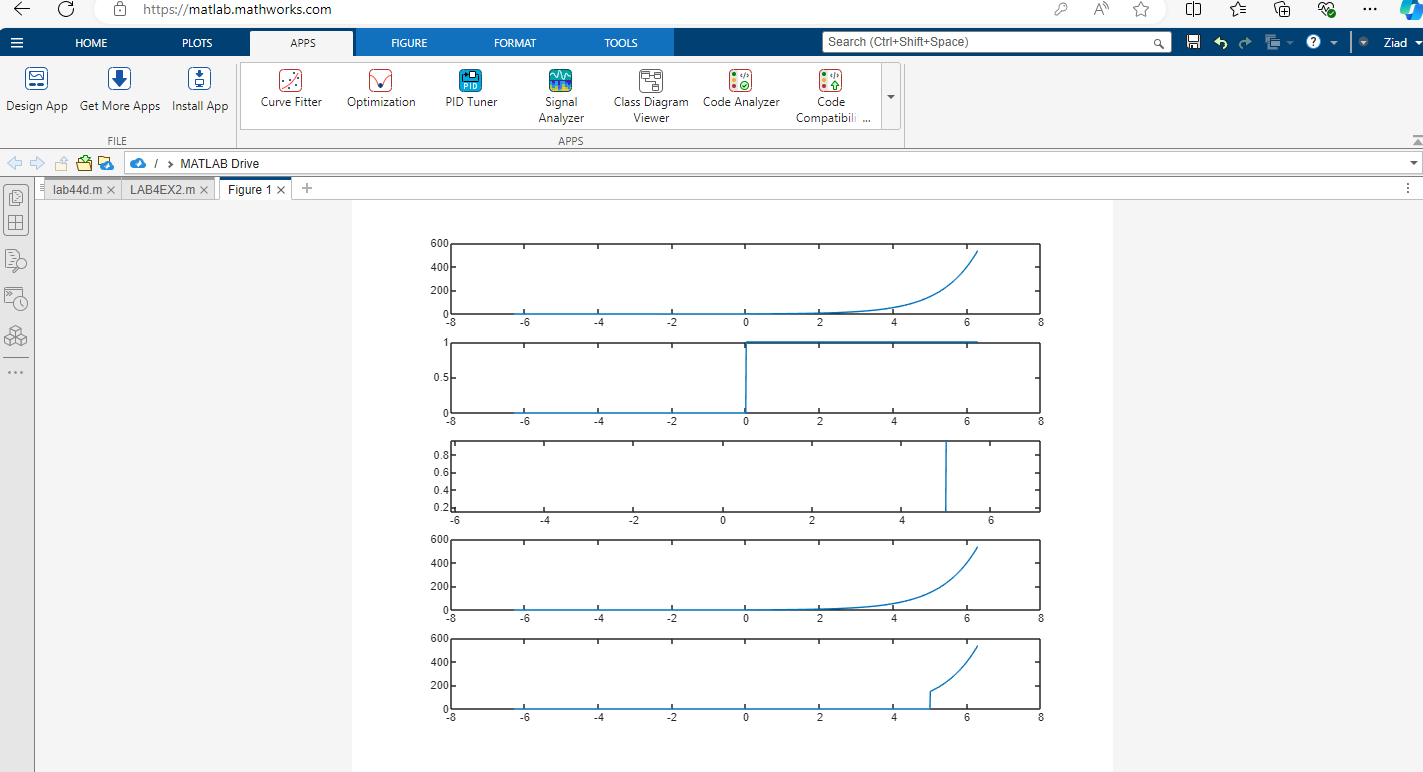 https://matlab.mathworks.com
HOME PLOTS APPS FIGURE FORMAT TOOLS Search (Ctrl+Shift+Space) Ziad
Design App Get More Apps Install App Curve Fitter Optimization PID Tuner Signal Analyzer Class Diagram Viewer Code Analyzer Code Compatibili ...
FILE APPS
/ MATLAB Drive
lab44d.m LAB4EX2.m Figure 1
600
400
200
0
-8 -6 -4 -2 0 2 4 6 8
1
0.5
0
-8 -6 -4 -2 0 2 4 6 8
0.8
0.6
0.4
0.2
-6 -4 -2 0 2 4 6
600
400
200
0
-8 -6 -4 -2 0 2 4 6 8
600
400
200
0
-8 -6 -4 -2 0 2 4 6 8